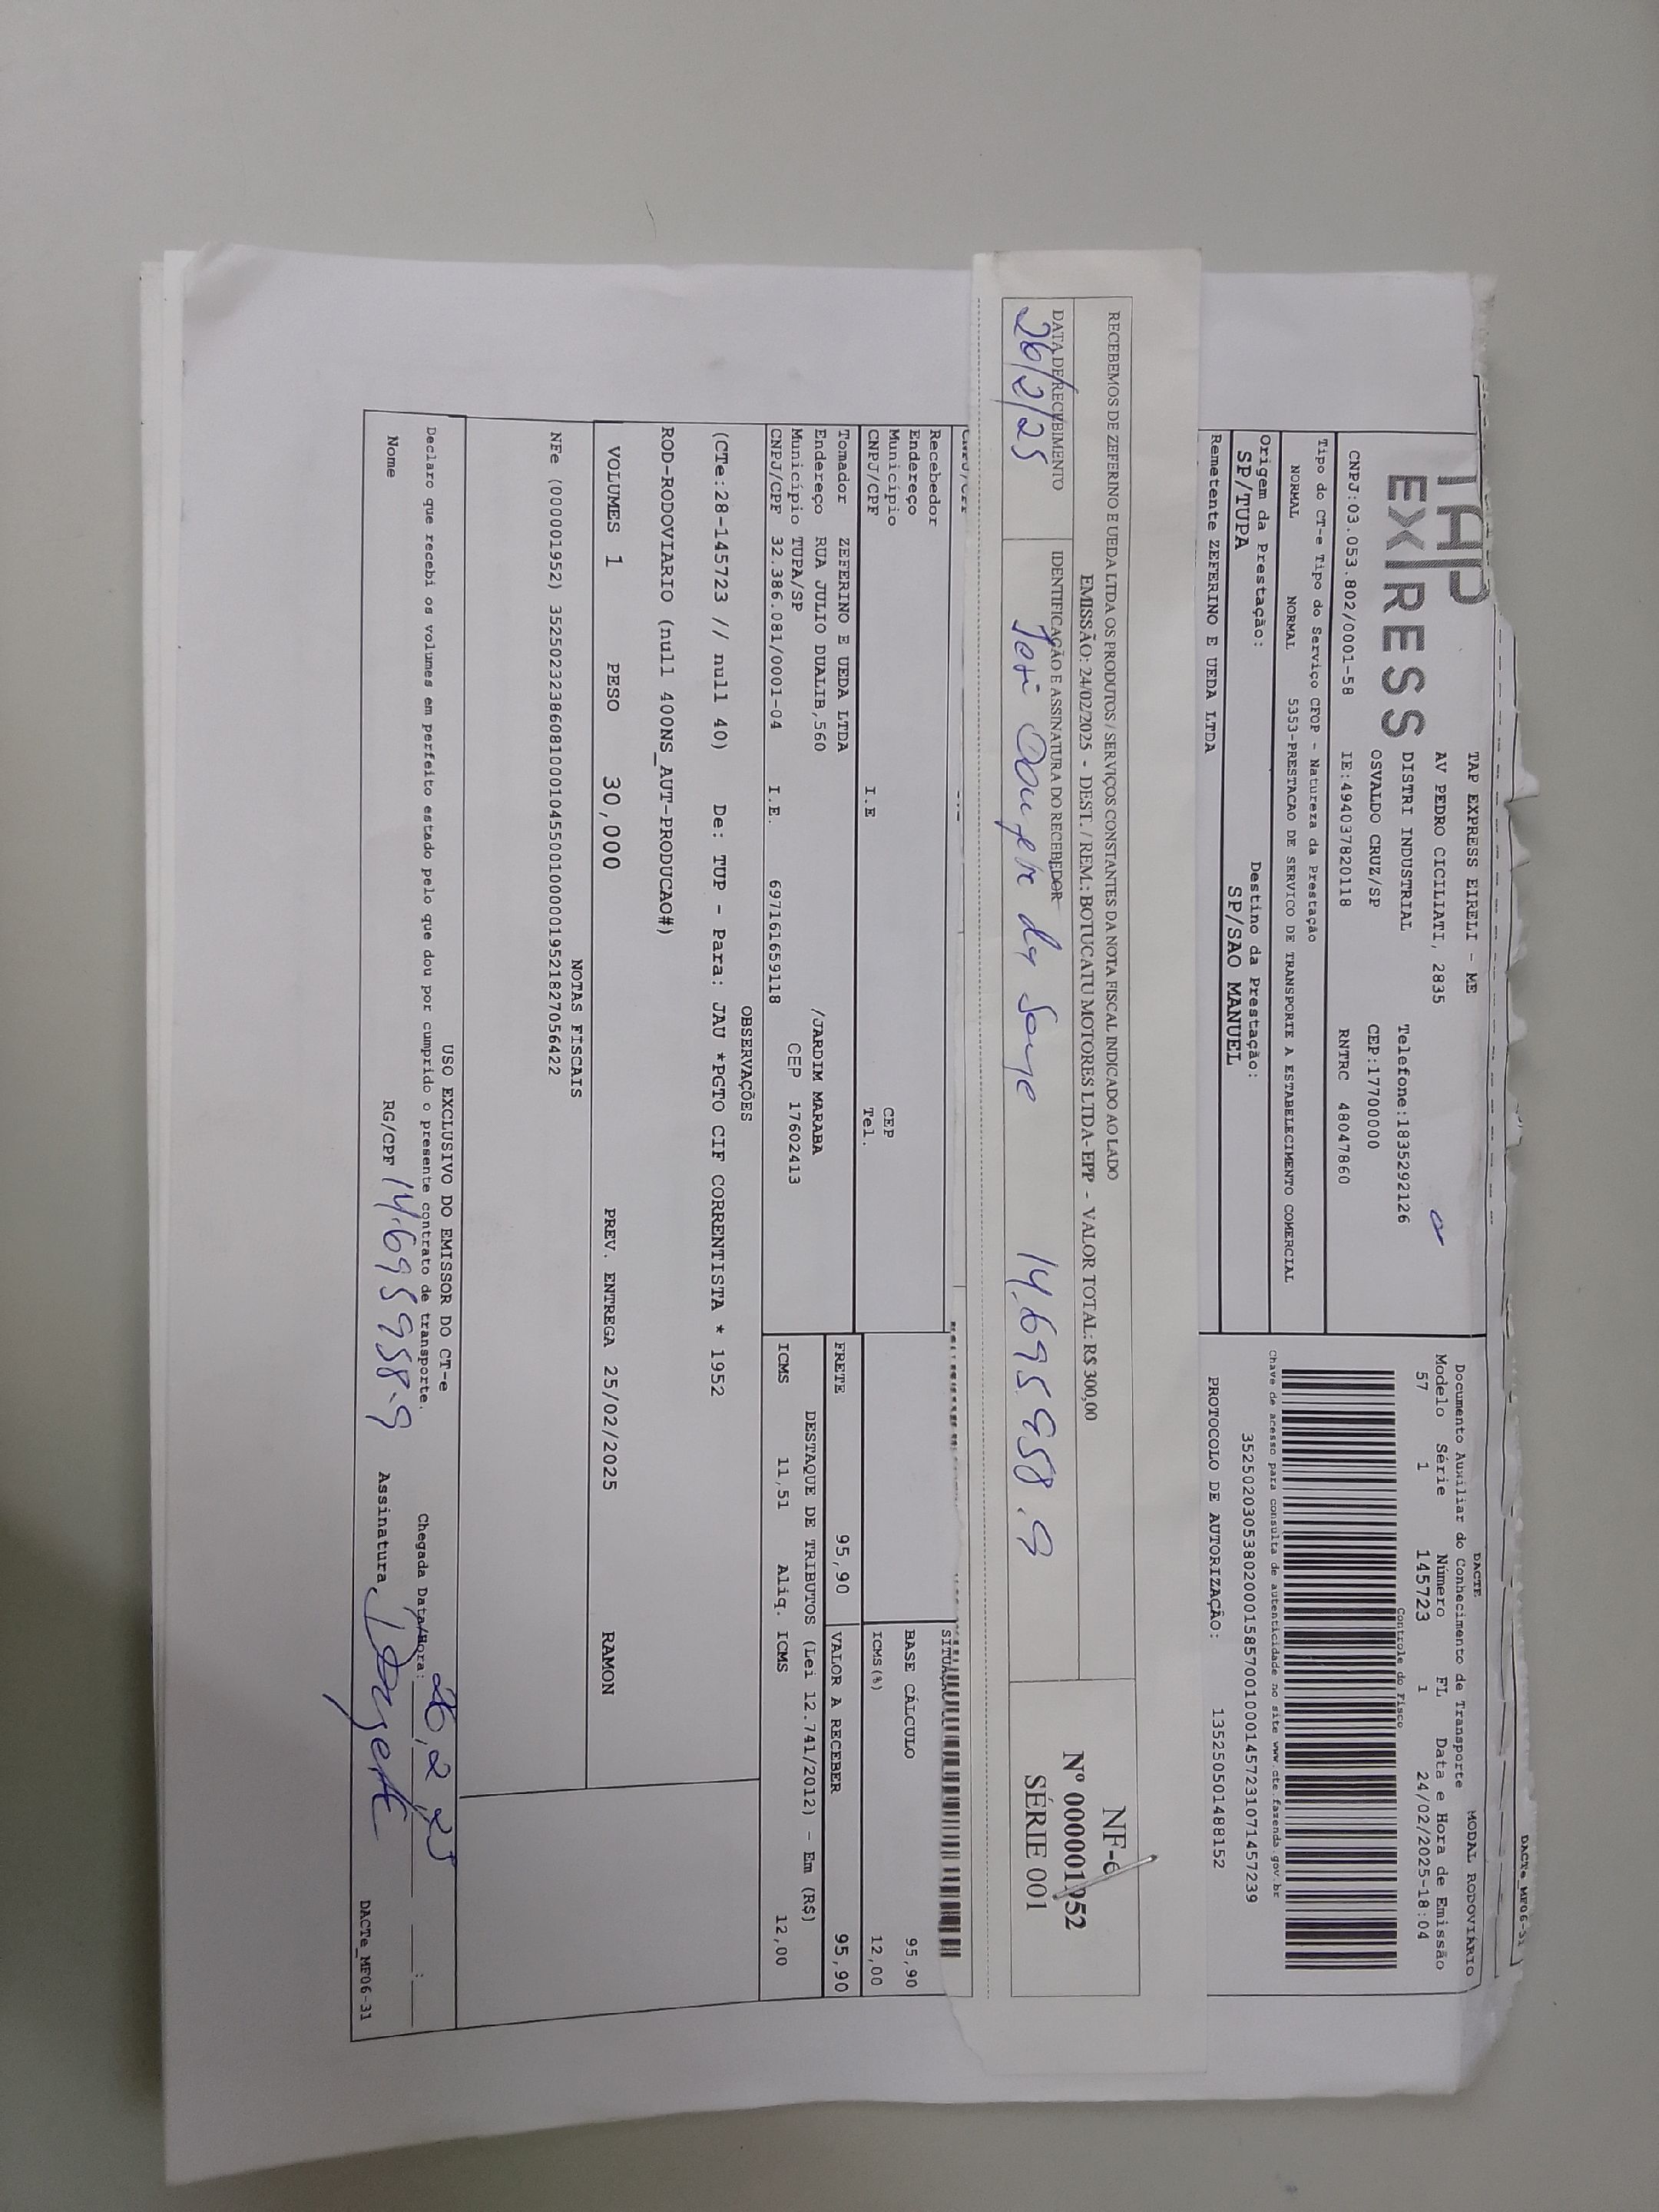 DACTe_MF06-31
TAP EXPRESS
TAP EXPRESS EIRELI - ME
AV PEDRO CICILIATI, 2835
DISTRI INDUSTRIAL Telefone:1835292126
OSVALDO CRUZ/SP CEP:17700000
CNPJ:03.053.802/0001-58 IE:494037820118 RNTRC 48047860
DACTE MODAL RODOVIÁRIO
Documento Auxiliar do Conhecimento de Transporte
Modelo Série Número FL Data e Hora de Emissão
57 1 145723 1 24/02/2025-18:04
Controle do Fisco
Tipo do CT-e Tipo do Serviço CFOP - Natureza da Prestação
NORMAL NORMAL 5353-PRESTACAO DE SERVICO DE TRANSPORTE A ESTABELECIMENTO COMERCIAL
Chave de acesso para consulta de autenticidade no site www.cte.fazenda.gov.br
35250203053802000158570010001457231071457239
Origem da Prestação: Destino da Prestação:
SP/TUPA SP/SAO MANUEL
Remetente ZEFERINO E UEDA LTDA
PROTOCOLO DE AUTORIZAÇÃO: 135250501488152
RECEBEMOS DE ZEFERINO E UEDA LTDA OS PRODUTOS / SERVIÇOS CONSTANTES DA NOTA FISCAL INDICADO AO LADO
EMISSÃO: 24/02/2025 - DEST. / REM.: BOTUCATU MOTORES LTDA- EPP - VALOR TOTAL: R$ 300,00
NF-e
Nº 000001952
SÉRIE 001
DATA DE RECEBIMENTO IDENTIFICAÇÃO E ASSINATURA DO RECEBEDOR
26/2/25 14.695.958.9
CNPJ/CPF
Recebedor
Endereço
Município CEP
CNPJ/CPF I.E Tel.
SITUAÇÃO
BASE CÁLCULO 95,90
ICMS(%) 12,00
Tomador ZEFERINO E UEDA LTDA
Endereço RUA JULIO DUALIB,560 /JARDIM MARABA
Município TUPA/SP CEP 17602413
CNPJ/CPF 32.386.081/0001-04 I.E. 697161659118
FRETE 95,90 VALOR A RECEBER 95,90
DESTAQUE DE TRIBUTOS (Lei 12.741/2012) - Em (R$)
ICMS 11,51 Aliq. ICMS 12,00
OBSERVAÇÕES
(CTe:28-145723 // null 40) De: TUP - Para: JAU *PGTO CIF CORRENTISTA * 1952
ROD-RODOVIARIO (null 400NS_AUT-PRODUCAO#)
VOLUMES 1 PESO 30,000 PREV. ENTREGA 25/02/2025 RAMON
NOTAS FISCAIS
NFe (000001952) 35250232386081000104550010000019521827056422
USO EXCLUSIVO DO EMISSOR DO CT-e
Declaro que recebi os volumes em perfeito estado pelo que dou por cumprido o presente contrato de transporte.
Chegada Data/Hora: 26,2,25 :
Nome RG/CPF 14.695958-9 Assinatura
DACTe_MF06-31